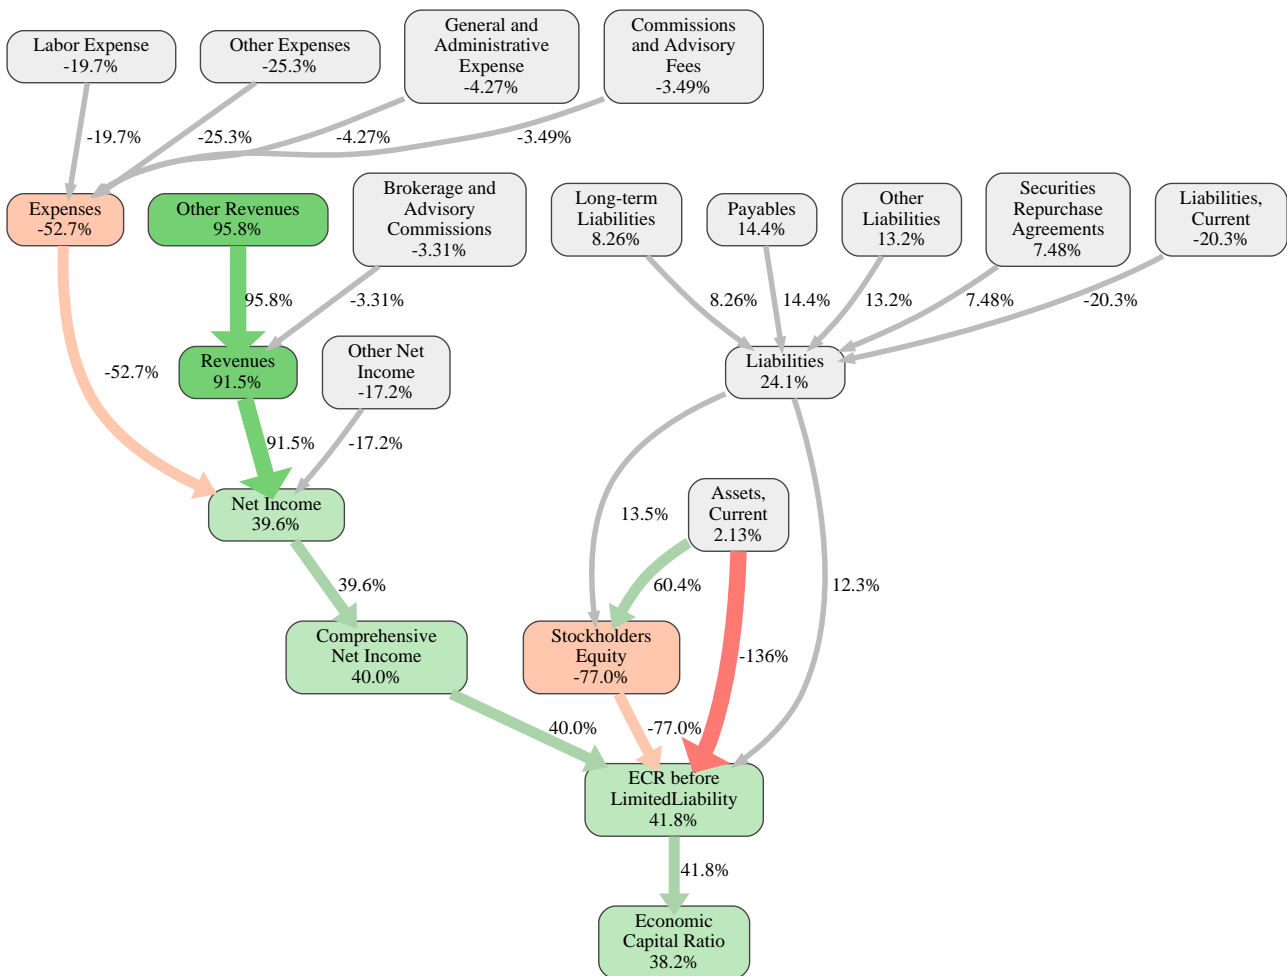 Labor Expense
-19.7%
Other Expenses
-25.3%
General and
Administrative
Expense
-4.27%
Commissions
and Advisory
Fees
-3.49%
-19.7%
-25.3%
-4.27%
-3.49%
Expenses
-52.7%
Other Revenues
95.8%
Brokerage and
Advisory
Commissions
-3.31%
Long-term
Liabilities
8.26%
Payables
14.4%
Other
Liabilities
13.2%
Securities
Repurchase
Agreements
7.48%
Liabilities,
Current
-20.3%
95.8%
-3.31%
8.26%
14.4%
13.2%
7.48%
-20.3%
-52.7%
Revenues
91.5%
Other Net
Income
-17.2%
Liabilities
24.1%
91.5%
-17.2%
Net Income
39.6%
13.5%
Assets,
Current
2.13%
39.6%
60.4%
12.3%
Comprehensive
Net Income
40.0%
Stockholders
Equity
-77.0%
-136%
40.0%
-77.0%
ECR before
LimitedLiability
41.8%
41.8%
Economic
Capital Ratio
38.2%